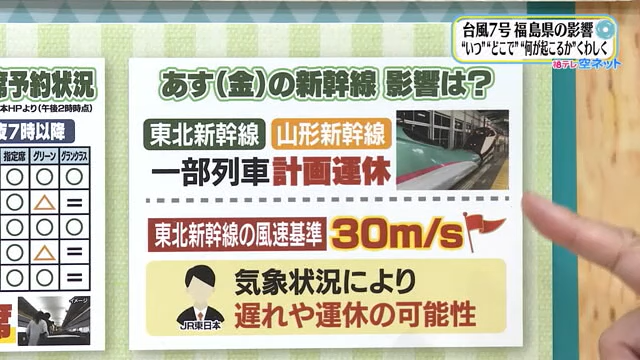 台風7号 福島県の影響
“いつ”“どこで”“何が起こるか”くわしく
福テレ空ネット
席予約状況
本HPより(午後2時時点)
夜7時以降
指定席 グリーン グランクラス
○ ○ =
○ △ =
○ ○ =
○ △ =
○ ○ =
イメージ
あす(金)の新幹線 影響は?
東北新幹線 山形新幹線
一部列車計画運休
東北新幹線の風速基準 30m/s
気象状況により
遅れや運休の可能性
JR東日本